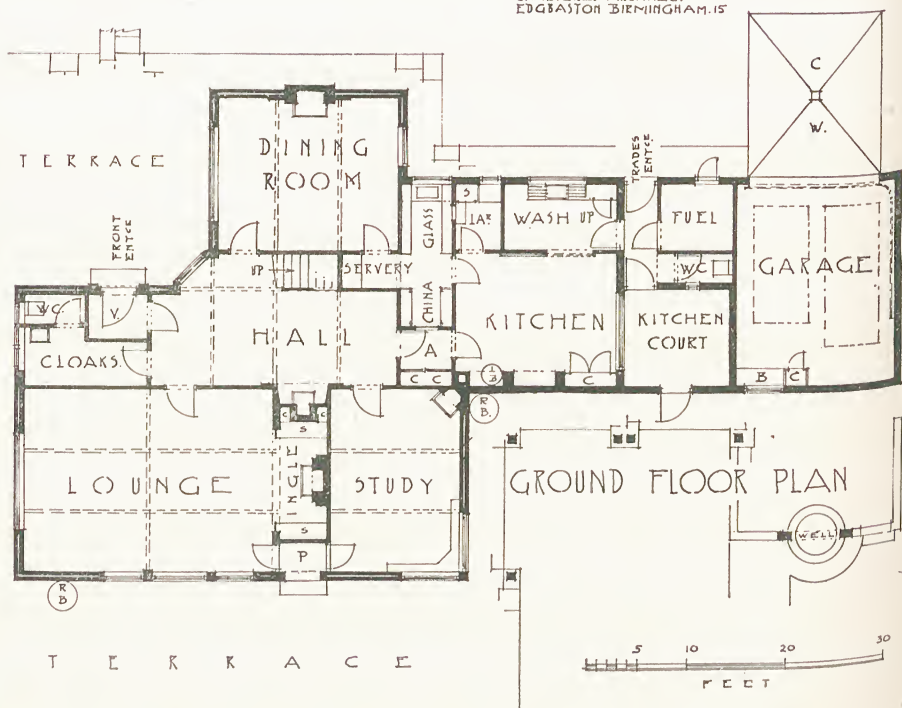 EDGBASTON BIRMINGHAM. 15
C
W.
TERRACE
DINING
ROOM
TRADES
ENTCE
FRONT
ENTCE
GLASS
S
LAR
WASH UP
FUEL
UP
SERVERY
W.C
GARAGE
WC.
V.
CHINA
HALL
KITCHEN
KITCHEN
COURT
CLOAKS.
A
C C
C
B
C
R
B.
C C
S
LOUNGE
INGLE
STUDY
GROUND FLOOR PLAN
S
P
WELL
R
B
TERRACE
5 10 20 30
FEET